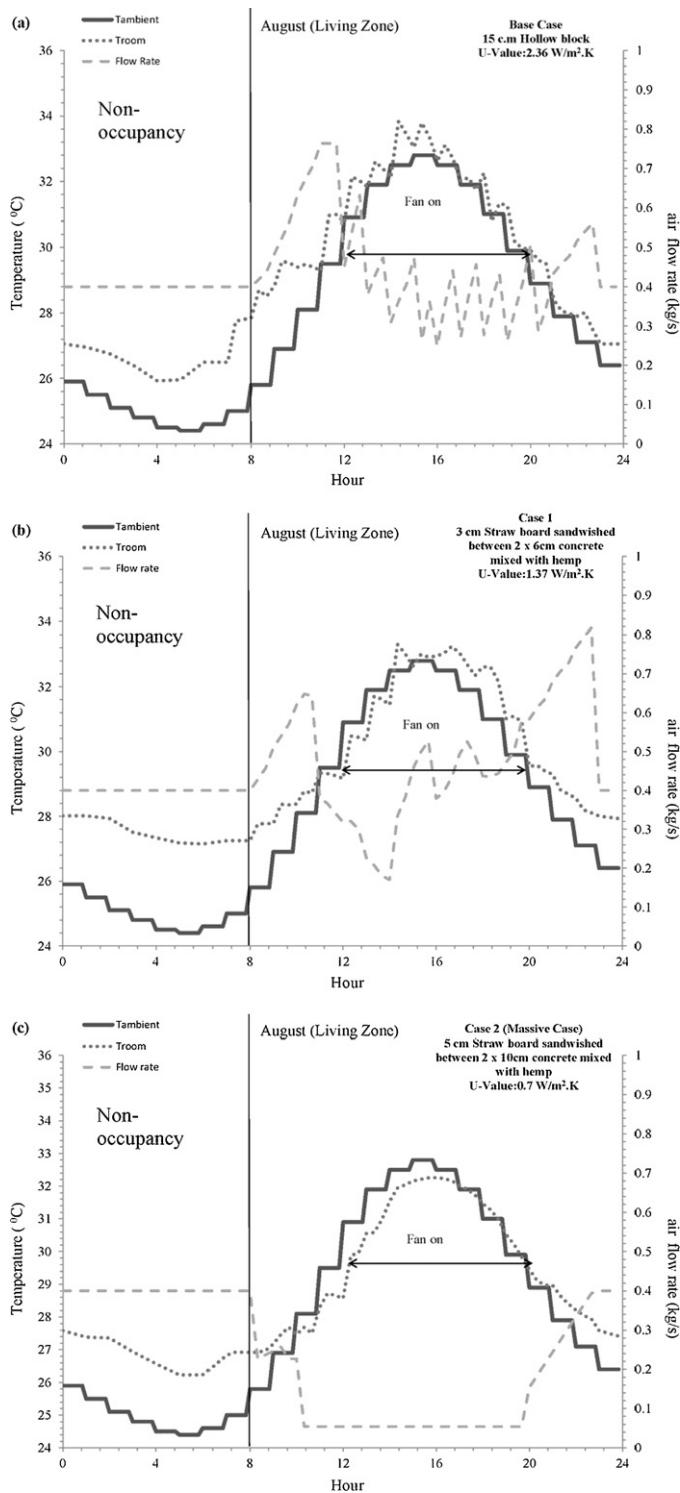 (a)
Tambient
Troom
Flow Rate
August (Living Zone)
Base Case
15 c.m Hollow block
U-Value:2.36 W/m².K
Non-
occupancy
Fan on
Temperature ( ⁰C)
36
34
32
30
28
26
24
air flow rate (kg/s)
1
0.9
0.8
0.7
0.6
0.5
0.4
0.3
0.2
0.1
0
0 4 8 12 16 20 24
Hour
(b)
Tambient
Troom
Flow rate
August (Living Zone)
Case 1
3 cm Straw board sandwished
between 2 x 6cm concrete
mixed with hemp
U-Value:1.37 W/m².K
Non-
occupancy
Fan on
Temperature ( ⁰C)
36
34
32
30
28
26
24
air flow rate (kg/s)
1
0.9
0.8
0.7
0.6
0.5
0.4
0.3
0.2
0.1
0
0 4 8 12 16 20 24
Hour
(c)
Tambient
Troom
Flow rate
August (Living Zone)
Case 2 (Massive Case)
5 cm Straw board sandwished
between 2 x 10cm concrete mixed
with hemp
U-Value:0.7 W/m².K
Non-
occupancy
Fan on
Temperature ( ⁰C)
36
35
34
33
32
31
30
29
28
27
26
25
24
air flow rate (kg/s)
1
0.9
0.8
0.7
0.6
0.5
0.4
0.3
0.2
0.1
0
0 4 8 12 16 20 24
Hour